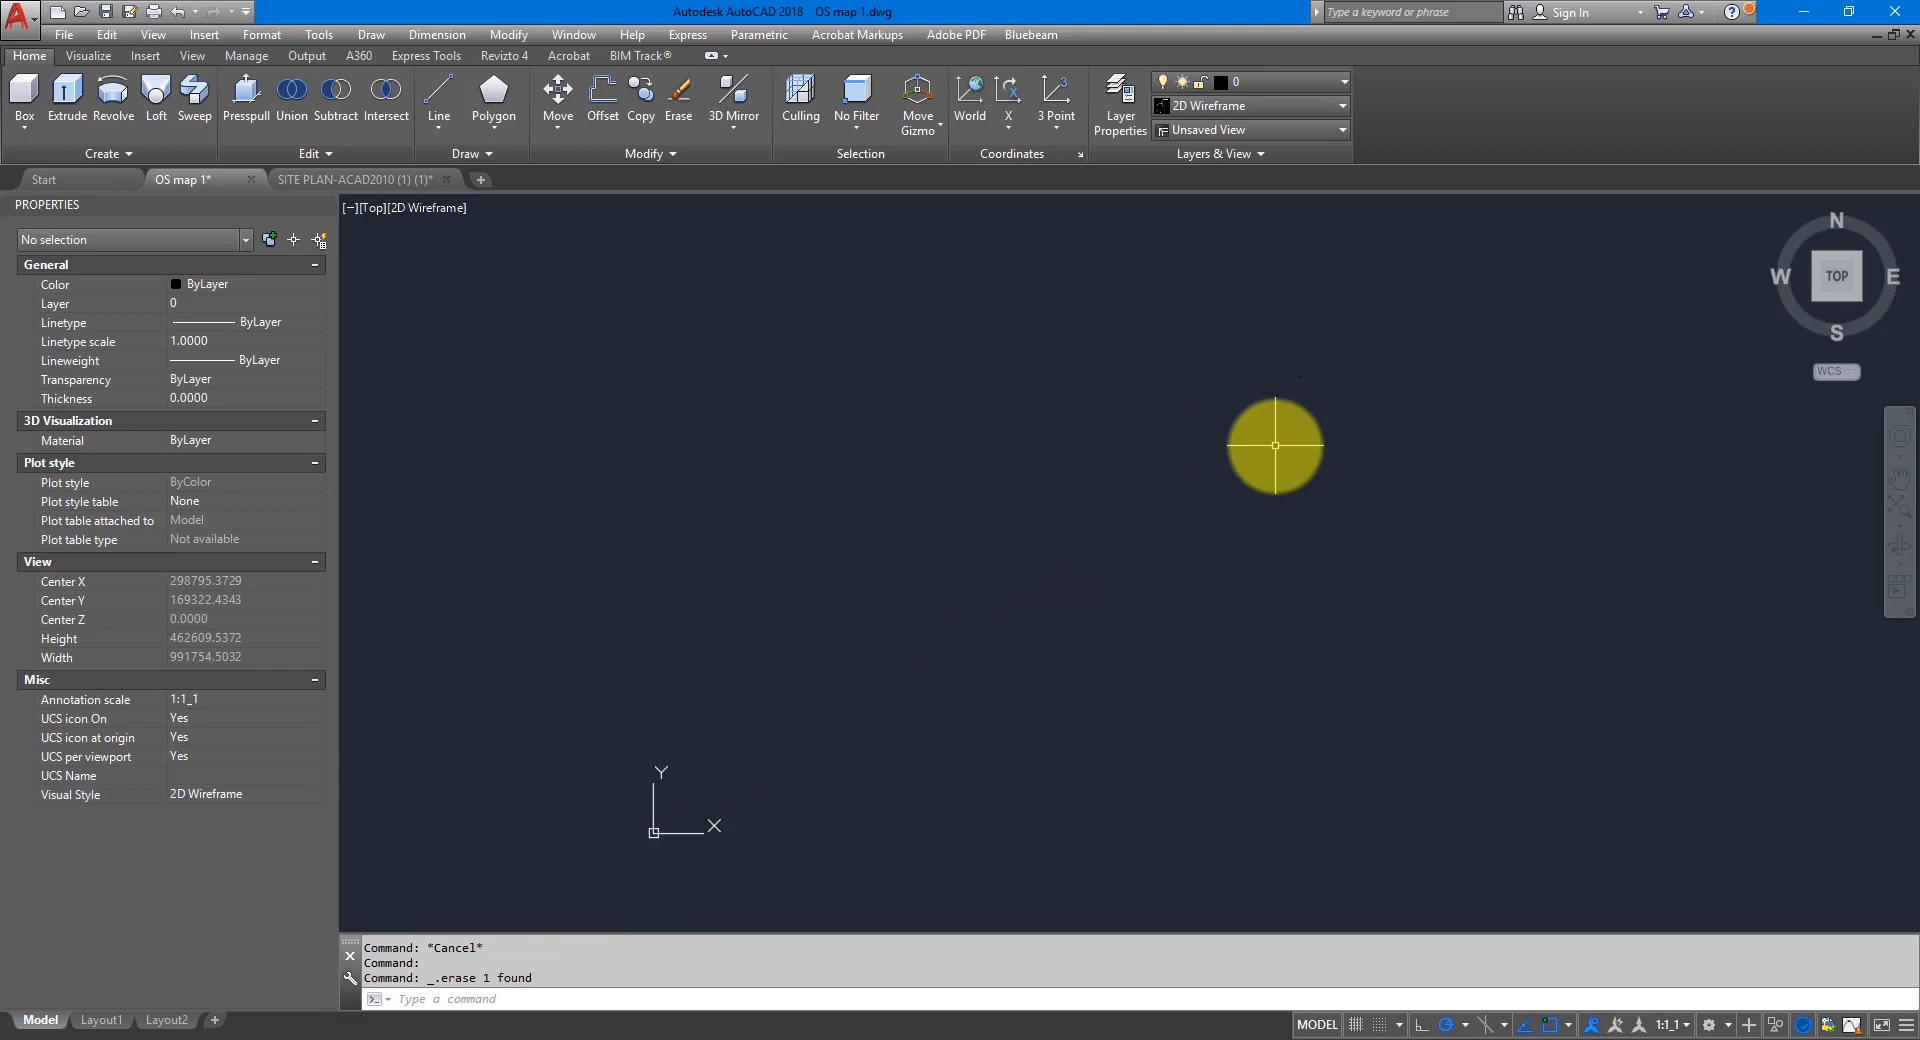 Autodesk AutoCAD 2018 OS map 1.dwg
Type a keyword or phrase
Sign In
File Edit View Insert Format Tools Draw Dimension Modify Window Help Express Parametric Acrobat Markups Adobe PDF Bluebeam
Home Visualize Insert View Manage Output A360 Express Tools Revizto 4 Acrobat BIM Track®
Box Extrude Revolve Loft Sweep Presspull Union Subtract Intersect Line Polygon Move Offset Copy Erase 3D Mirror Culling No Filter Move Gizmo World X 3 Point Layer Properties
0
2D Wireframe
Unsaved View
Create Edit Draw Modify Selection Coordinates Layers & View
Start OS map 1* SITE PLAN-ACAD2010 (1) (1)*
PROPERTIES
[−][Top][2D Wireframe]
No selection
General
Color ByLayer
Layer 0
Linetype ByLayer
Linetype scale 1.0000
Lineweight ByLayer
Transparency ByLayer
Thickness 0.0000
3D Visualization
Material ByLayer
Plot style
Plot style ByColor
Plot style table None
Plot table attached to Model
Plot table type Not available
View
Center X 298795.3729
Center Y 169322.4343
Center Z 0.0000
Height 462609.5372
Width 991754.5032
Misc
Annotation scale 1:1_1
UCS icon On Yes
UCS icon at origin Yes
UCS per viewport Yes
UCS Name
Visual Style 2D Wireframe
N
W TOP E
S
WCS
Y
X
Command: *Cancel*
Command:
Command: _.erase 1 found
Type a command
Model Layout1 Layout2
MODEL 1:1_1